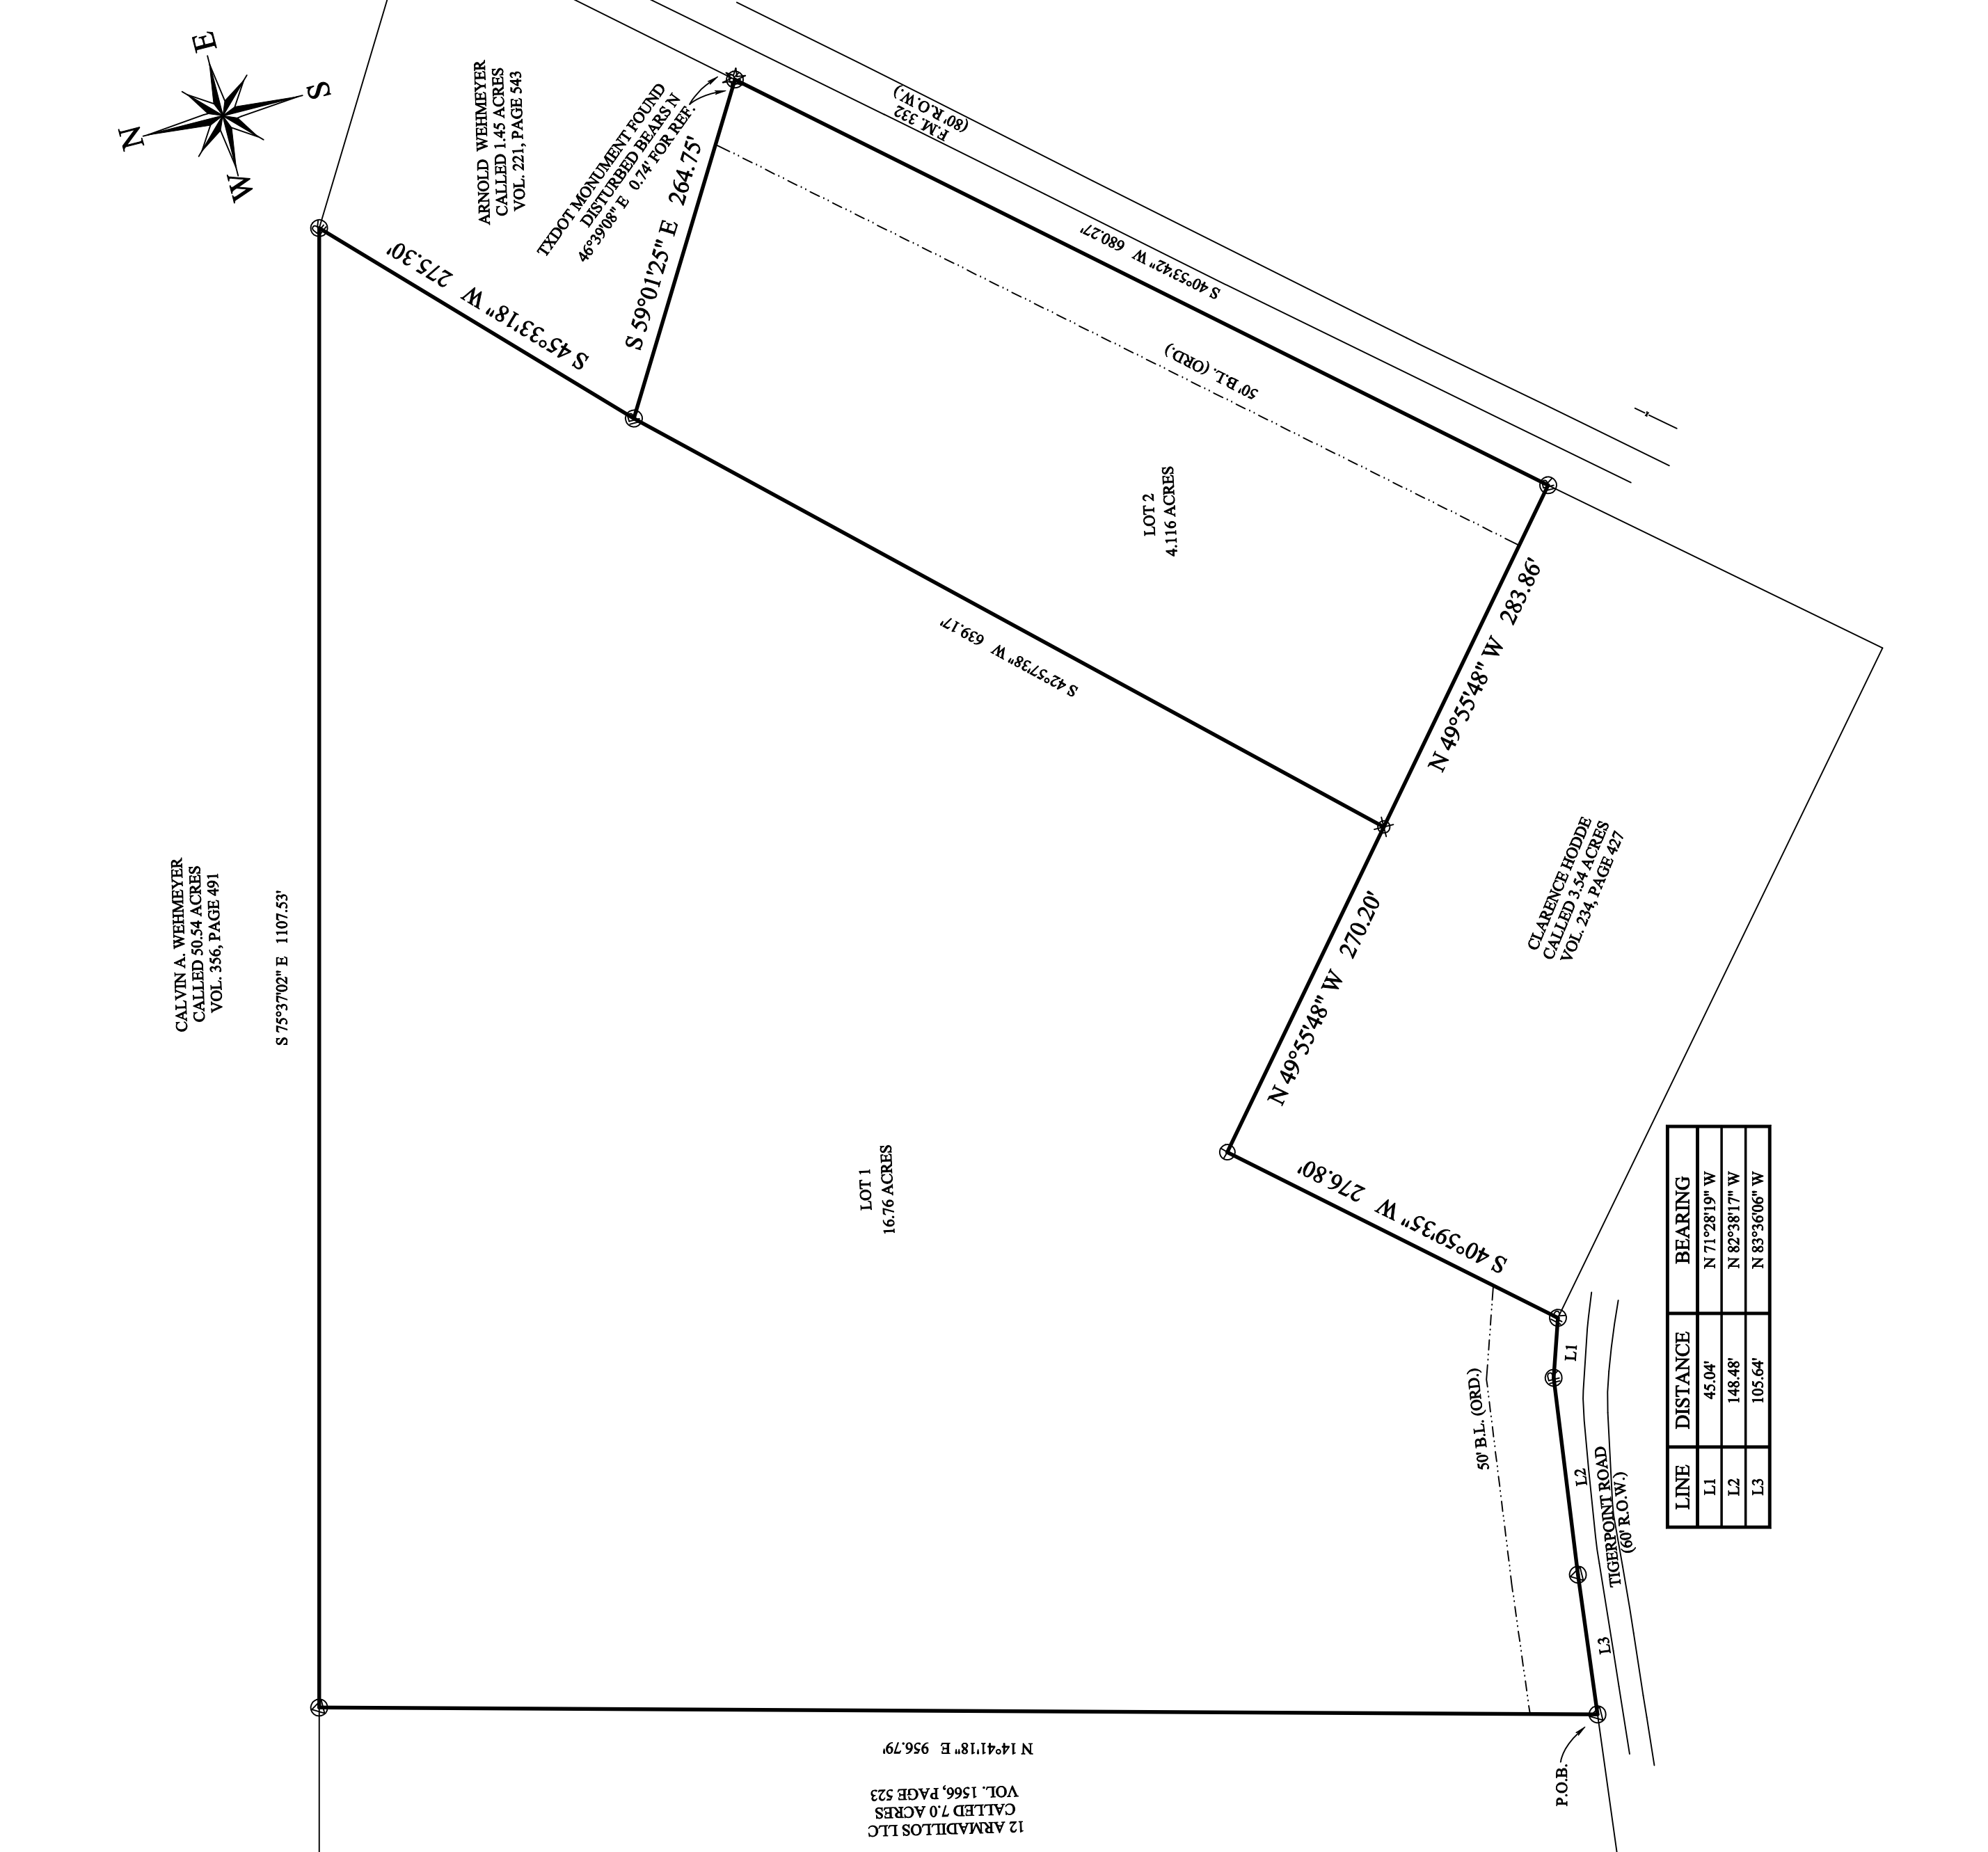 N
E
S
W
ARNOLD WEHMEYER
CALLED 1.45 ACRES
VOL. 221, PAGE 543
TXDOT MONUMENT FOUND
DISTURBED BEARS N
46°39'08" E 0.74' FOR REF.
F.M. 332
(80' R.O.W.)
S 45°33'18" W 275.30'
S 59°01'25" E 264.75'
S 40°53'42" W 680.27'
50' B.L. (ORD.)
LOT 2
4.116 ACRES
S 42°57'38" W 639.17'
N 49°55'48" W 283.86'
CALVIN A. WEHMEYER
CALLED 50.54 ACRES
VOL. 356, PAGE 491
S 75°37'02" E 1107.53'
N 49°55'48" W 270.20'
CLARENCE HODDE
CALLED 3.54 ACRES
VOL. 234, PAGE 427
LOT 1
16.76 ACRES
S 40°59'35" W 276.80'
50' B.L. (ORD.)
L1
L2
L3
TIGERPOINT ROAD
(60' R.O.W.)
LINE DISTANCE BEARING
L1 45.04' N 71°28'19" W
L2 148.48' N 82°38'17" W
L3 105.64' N 83°36'06" W
N 14°41'18" E 956.79'
12 ARMADILLOS LLC
CALLED 7.0 ACRES
VOL. 1566, PAGE 523
P.O.B.